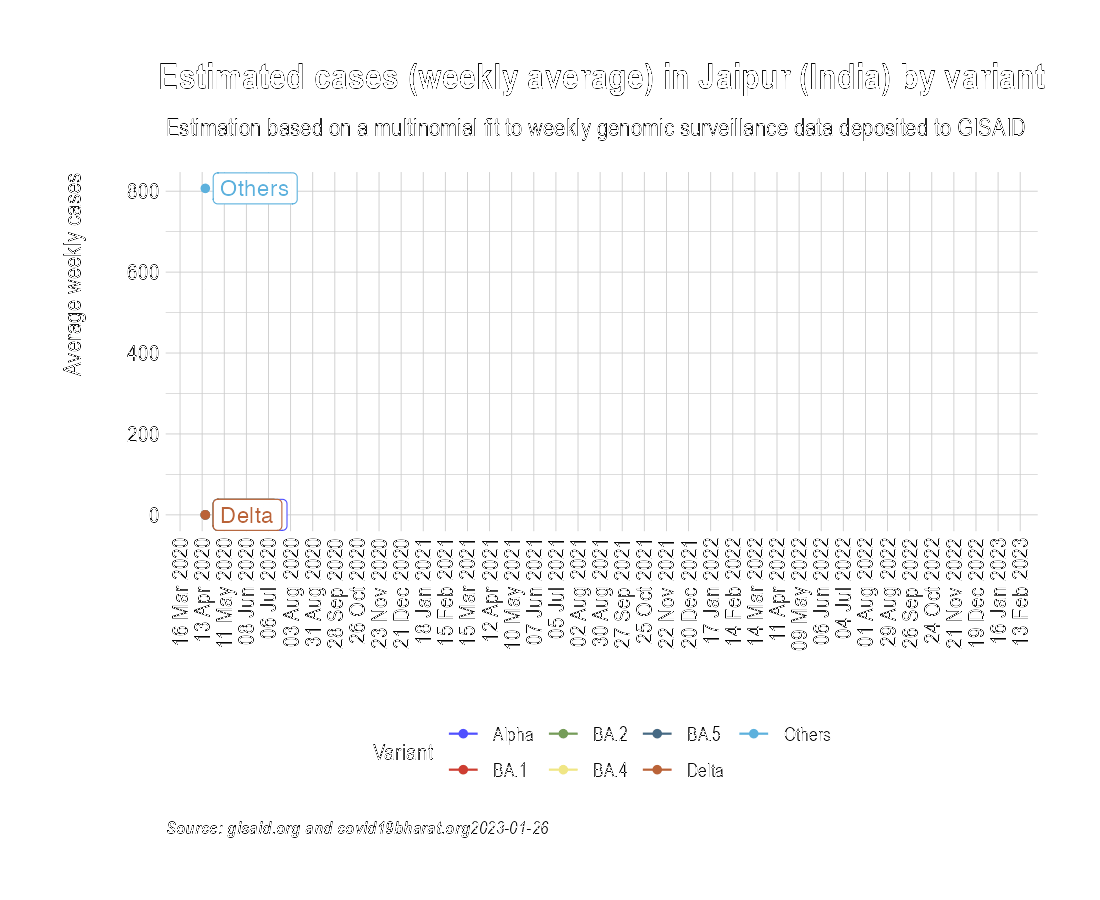 Estimated cases (weekly average) in Jaipur (India) by variant
Estimation based on a multinomial fit to weekly genomic surveillance data deposited to GISAID
Average weekly cases
800
Others
600
400
200
0
Delta
16 Mar 2020
13 Apr 2020
11 May 2020
08 Jun 2020
06 Jul 2020
03 Aug 2020
31 Aug 2020
28 Sep 2020
26 Oct 2020
23 Nov 2020
21 Dec 2020
18 Jan 2021
15 Feb 2021
15 Mar 2021
12 Apr 2021
10 May 2021
07 Jun 2021
05 Jul 2021
02 Aug 2021
30 Aug 2021
27 Sep 2021
25 Oct 2021
22 Nov 2021
20 Dec 2021
17 Jan 2022
14 Feb 2022
14 Mar 2022
11 Apr 2022
09 May 2022
06 Jun 2022
04 Jul 2022
01 Aug 2022
29 Aug 2022
26 Sep 2022
24 Oct 2022
21 Nov 2022
19 Dec 2022
16 Jan 2023
13 Feb 2023
Variant
Alpha
BA.2
BA.5
Others
BA.1
BA.4
Delta
Source: gisaid.org and covid19bharat.org2023-01-26